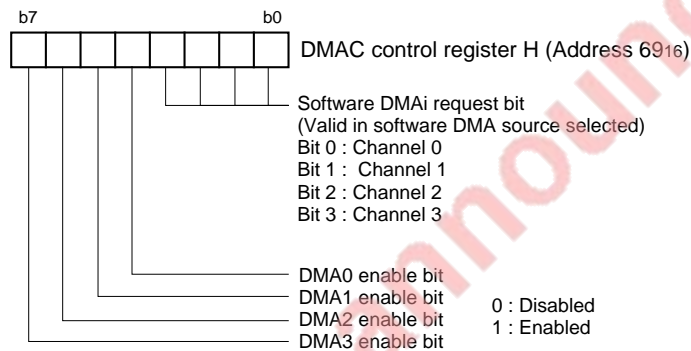 b7 b0
DMAC control register H (Address 6916)
Software DMAi request bit
(Valid in software DMA source selected)
Bit 0 : Channel 0
Bit 1 : Channel 1
Bit 2 : Channel 2
Bit 3 : Channel 3
DMA0 enable bit
DMA1 enable bit
DMA2 enable bit
DMA3 enable bit
0 : Disabled
1 : Enabled
announ